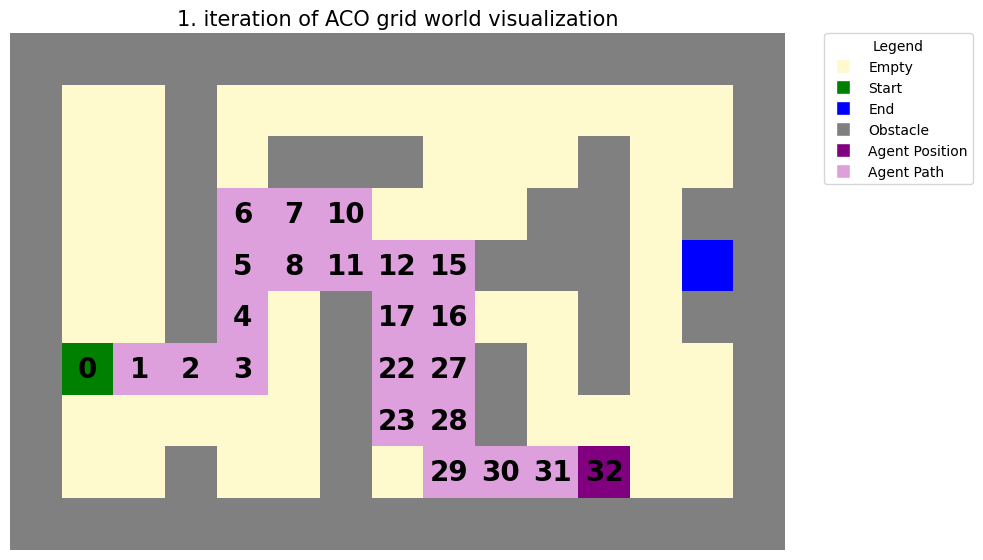 1. iteration of ACO grid world visualization
Legend
Empty
Start
End
Obstacle
Agent Position
Agent Path
6 7 10
5 8 11 12 15
4 17 16
0 1 2 3 22 27
23 28
29 30 31 32